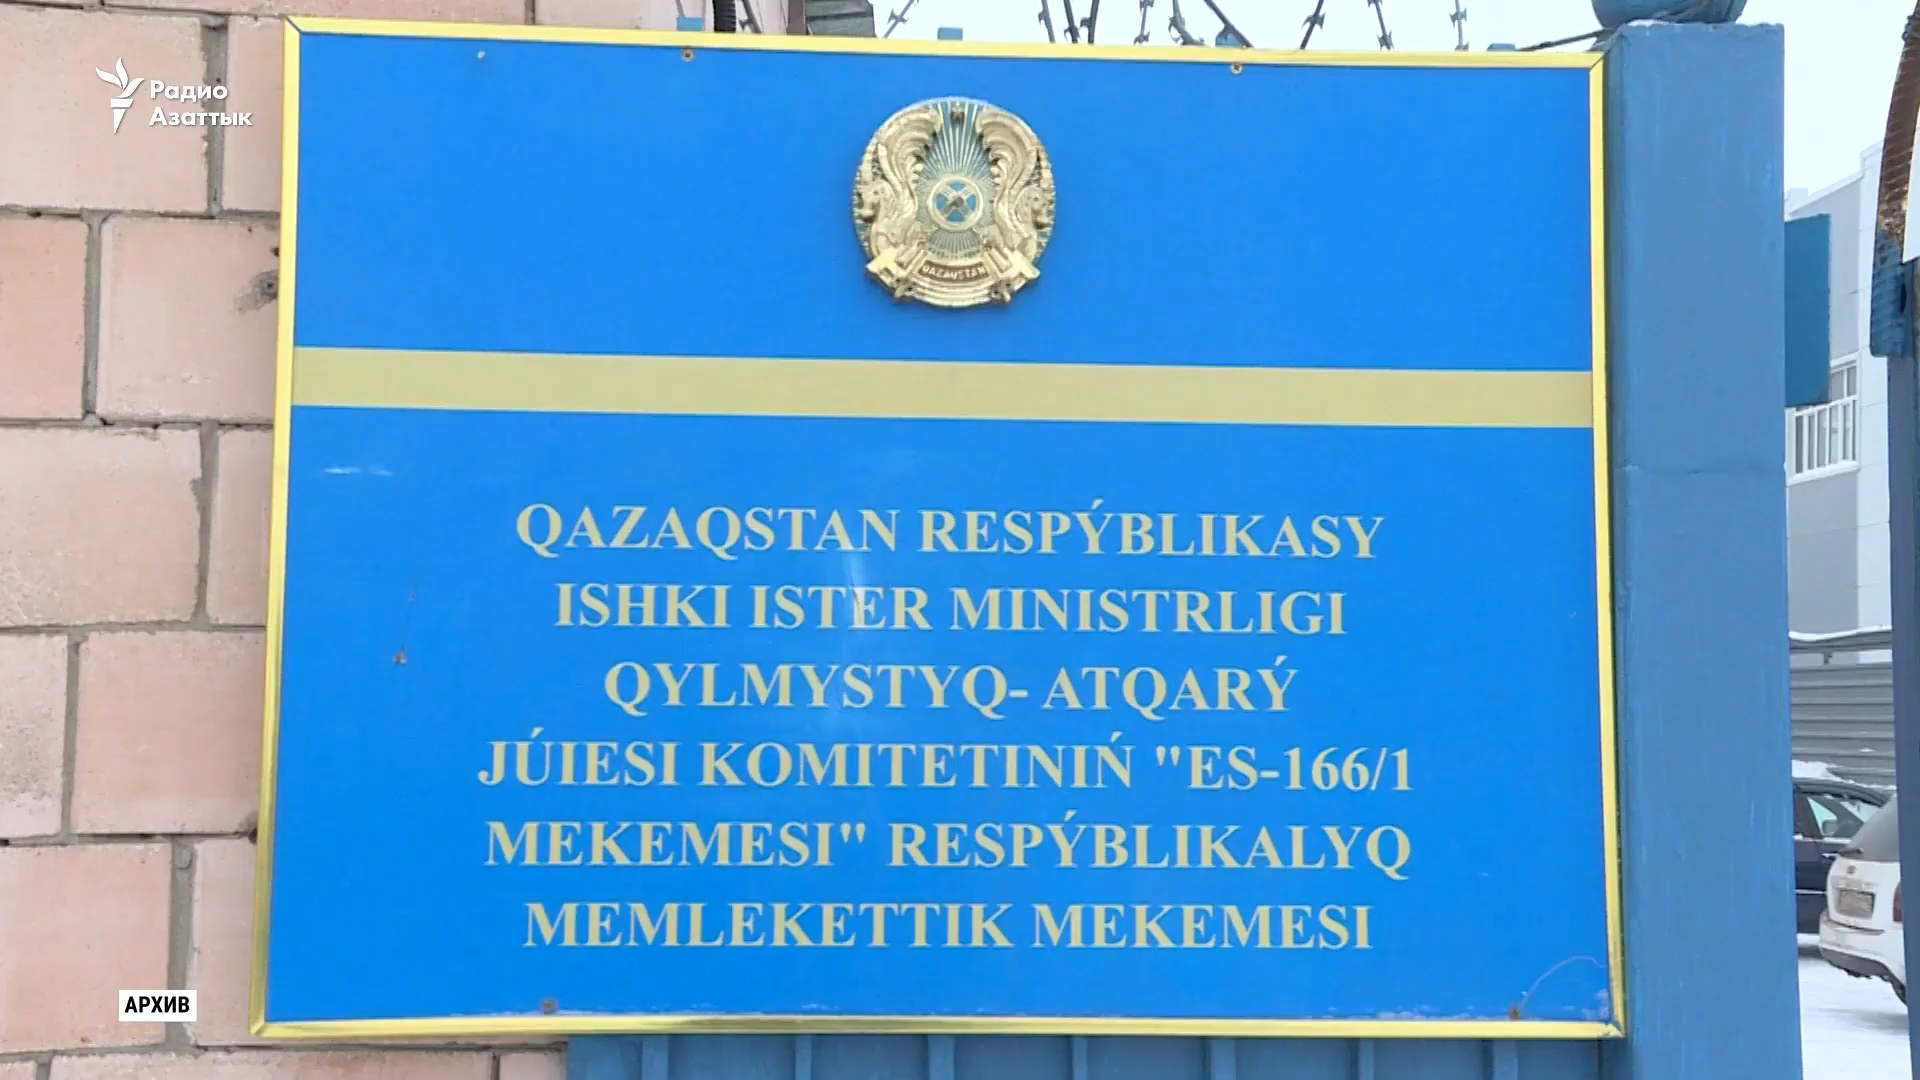 Радио
Азаттык
QAZAQSTAN
QAZAQSTAN RESPÝBLIKASY
ISHKI ISTER MINISTRLIGI
QYLMYSTYQ- ATQARÝ
JÚIESI KOMITETINIŃ "ES-166/1
MEKEMESI" RESPÝBLIKALYQ
MEMLEKETTIK MEKEMESI
АРХИВ